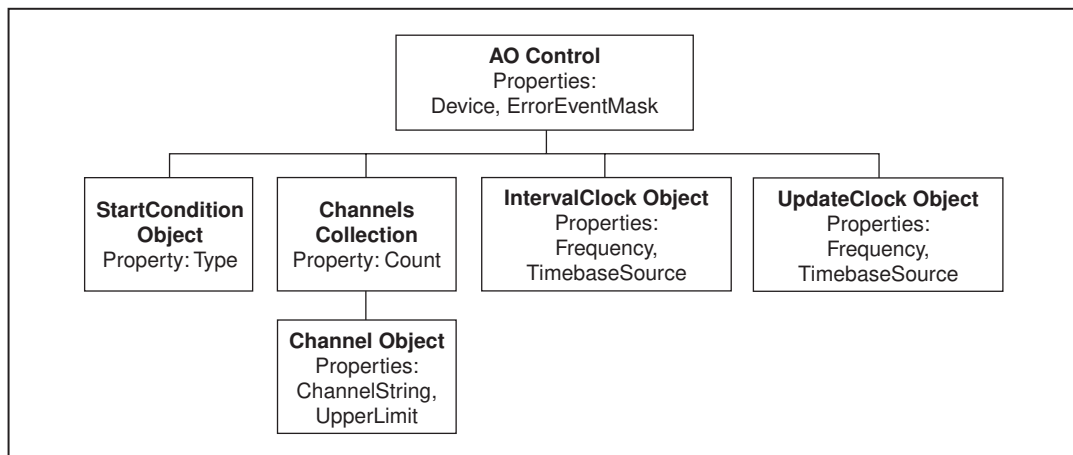 AO Control
Properties:
Device, ErrorEventMask
StartCondition
Object
Property: Type
Channels
Collection
Property: Count
IntervalClock Object
Properties:
Frequency,
TimebaseSource
UpdateClock Object
Properties:
Frequency,
TimebaseSource
Channel Object
Properties:
ChannelString,
UpperLimit